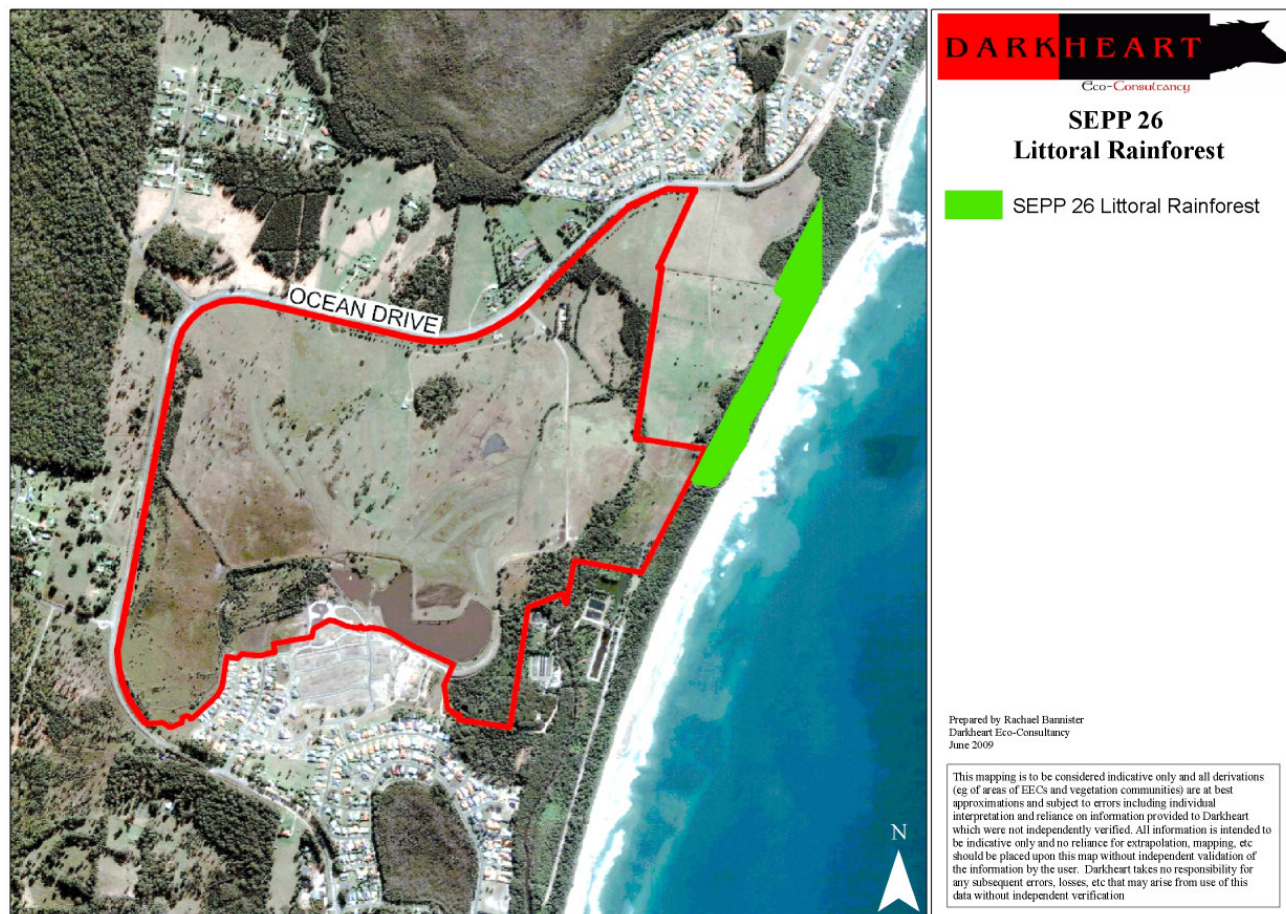 DARKHEART
Eco-Consultancy
SEPP 26
Littoral Rainforest
SEPP 26 Littoral Rainforest
OCEAN DRIVE
Prepared by Rachael Bannister
Darkheart Eco-Consultancy
June 2009
This mapping is to be considered indicative only and all derivations
(eg of areas of EECs and vegetation communities) are at best
approximations and subject to errors including individual
interpretation and reliance on information provided to Darkheart
which were not independently verified. All information is intended to
be indicative only and no reliance for extrapolation, mapping, etc
should be placed upon this map without independent validation of
the information by the user. Darkheart takes no responsibility for
any subsequent errors, losses, etc that may arise from use of this
data without independent verification
N